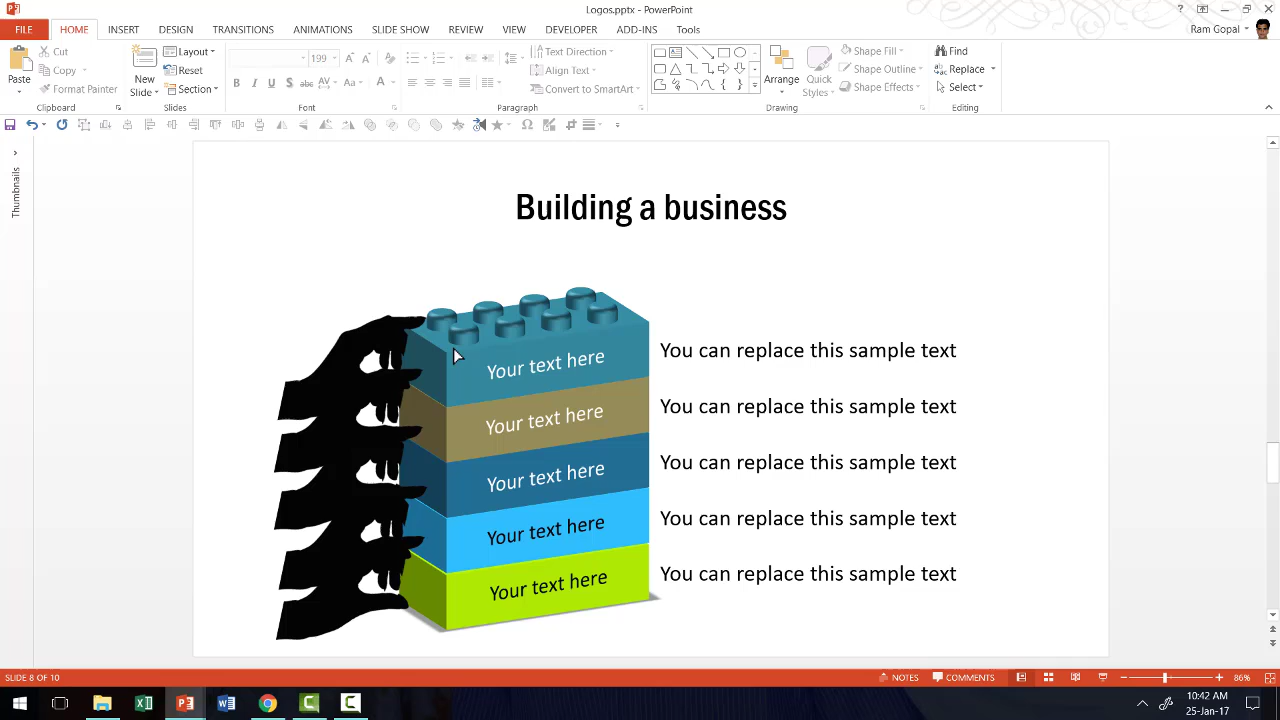 Logos.pptx - PowerPoint
FILE
HOME
INSERT
DESIGN
TRANSITIONS
ANIMATIONS
SLIDE SHOW
REVIEW
VIEW
DEVELOPER
ADD-INS
Tools
Ram Gopal
Paste
Cut
Copy
Format Painter
Clipboard
New Slide
Layout
Reset
Section
Slides
199
Font
Text Direction
Align Text
Convert to SmartArt
Paragraph
Arrange
Quick Styles
Shape Fill
Shape Outline
Shape Effects
Drawing
Find
Replace
Select
Editing
Thumbnails
Building a business
Your text here
You can replace this sample text
Your text here
You can replace this sample text
Your text here
You can replace this sample text
Your text here
You can replace this sample text
Your text here
You can replace this sample text
SLIDE 8 OF 10
NOTES
COMMENTS
86%
10:42 AM
25-Jan-17